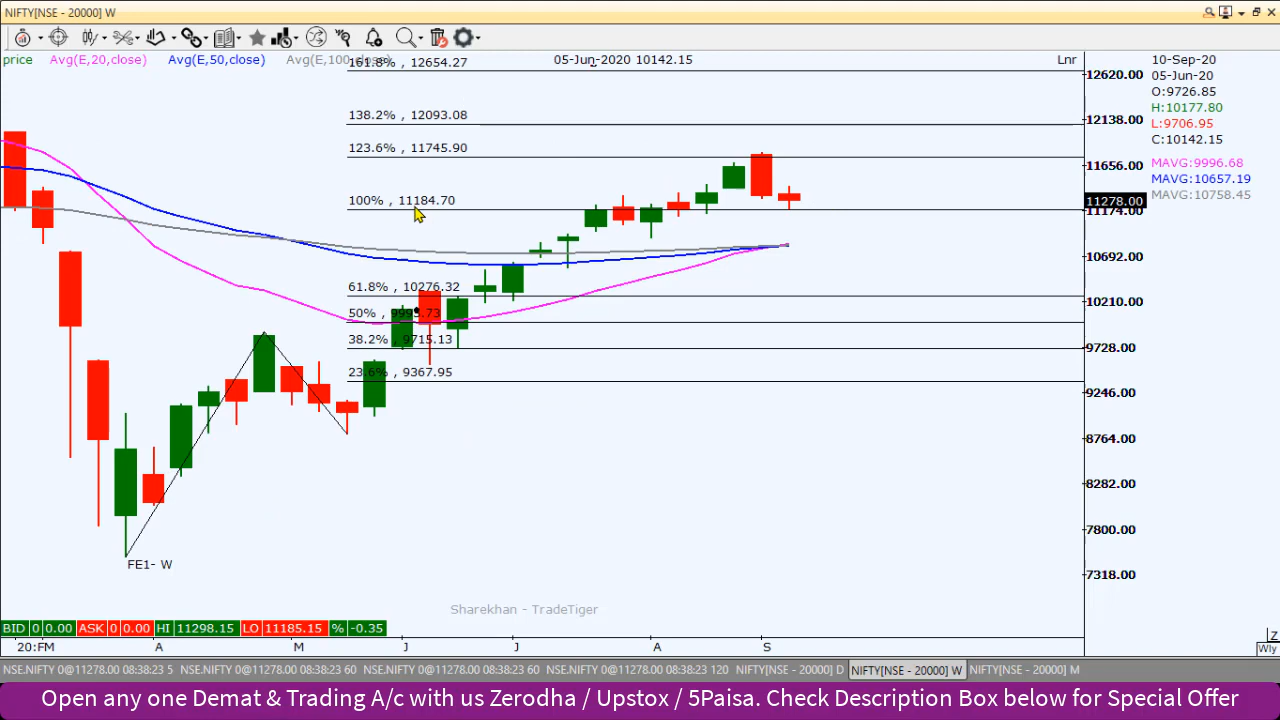 NIFTY[NSE - 20000] W
price Avg(E,20,close) Avg(E,50,close) Avg(E,100,close) 05-Jun-2020 10142.15 Lnr
161.8% , 12654.27
138.2% , 12093.08
123.6% , 11745.90
100% , 11184.70
61.8% , 10276.32
50% , 9995.73
38.2% , 9715.13
23.6% , 9367.95
FE1- W
Sharekhan - TradeTiger
12620.00
12138.00
11656.00
11278.00
11174.00
10692.00
10210.00
9728.00
9246.00
8764.00
8282.00
7800.00
7318.00
10-Sep-20
05-Jun-20
O:9726.85
H:10177.80
L:9706.95
C:10142.15
MAVG:9996.68
MAVG:10657.19
MAVG:10758.45
BID 0 0.00 ASK 0 0.00 HI 11298.15 LO 11185.15 % -0.35
20:FM A M J J A S
Z
Wly
NSE.NIFTY 0@11278.00 08:38:23 5 NSE.NIFTY 0@11278.00 08:38:23 60 NSE.NIFTY 0@11278.00 08:38:23 60 NSE.NIFTY 0@11278.00 08:38:23 120 NIFTY[NSE - 20000] D NIFTY[NSE - 20000] W NIFTY[NSE - 20000] M
Open any one Demat & Trading A/c with us Zerodha / Upstox / 5Paisa. Check Description Box below for Special Offer